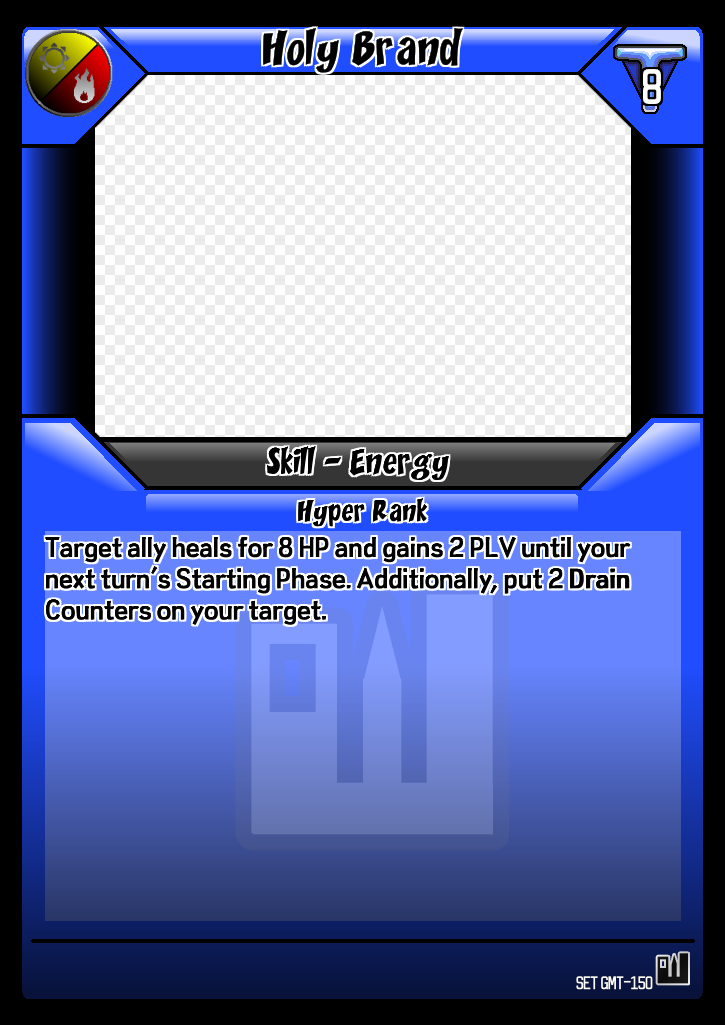 Holy Brand
8
Skill - Energy
Hyper Rank
Target ally heals for 8 HP and gains 2 PLV until your
next turn's Starting Phase. Additionally, put 2 Drain
Counters on your target.
SET GMT-150